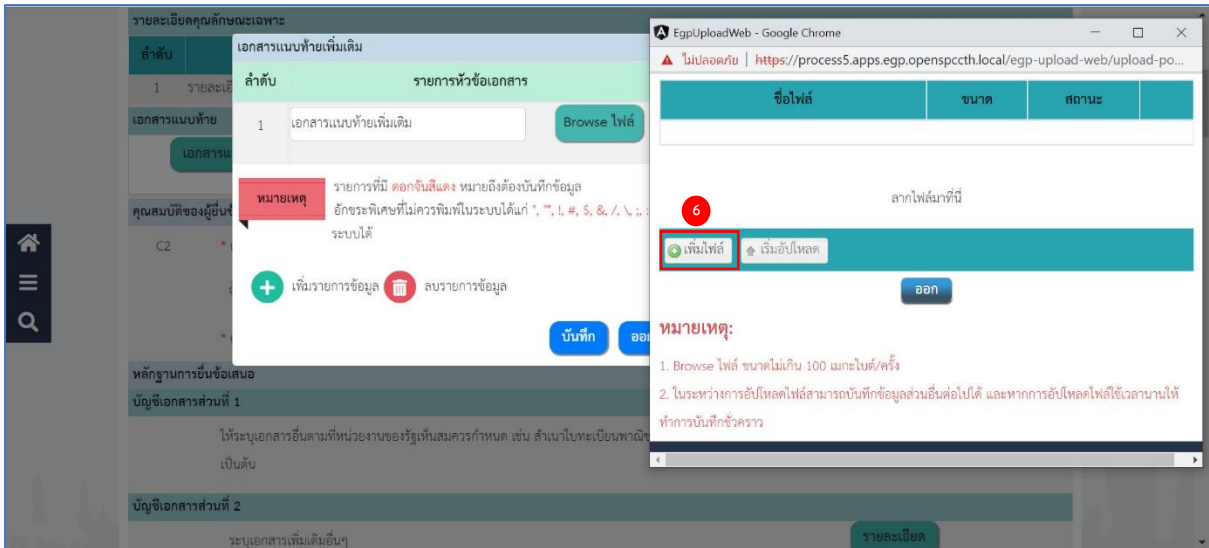 รายละเอียดคุณลักษณะเฉพาะ
ลำดับ
1 รายละเอี
เอกสารแนบท้าย
เอกสารแ
คุณสมบัติของผู้ยื่นข้
C2 *
*
หลักฐานการยื่นข้อเสนอ
บัญชีเอกสารส่วนที่ 1
ให้ระบุเอกสารอื่นตามที่หน่วยงานของรัฐเห็นสมควรกำหนด เช่น สำเนาใบทะเบียนพาณิช
เป็นต้น
บัญชีเอกสารส่วนที่ 2
ระบุเอกสารเพิ่มเติมอื่นๆ
รายละเอียด
เอกสารแนบท้ายเพิ่มเติม
ลำดับ รายการหัวข้อเอกสาร
1 เอกสารแนบท้ายเพิ่มเติม Browse ไฟล์
หมายเหตุ
รายการที่มี ดอกจันสีแดง หมายถึงต้องบันทึกข้อมูล
อักขระพิเศษที่ไม่ควรพิมพ์ในระบบได้แก่ ", "", !, #, $, &, /, \, ;, :
ระบบได้
เพิ่มรายการข้อมูล ลบรายการข้อมูล
บันทึก ออก
EgpUploadWeb - Google Chrome
ไม่ปลอดภัย | https://process5.apps.egp.openspccth.local/egp-upload-web/upload-po...
ชื่อไฟล์ ขนาด สถานะ
ลากไฟล์มาที่นี่
6
เพิ่มไฟล์ เริ่มอัปโหลด
ออก
หมายเหตุ:
1. Browse ไฟล์ ขนาดไม่เกิน 100 เมกะไบต์/ครั้ง
2. ในระหว่างการอัปโหลดไฟล์สามารถบันทึกข้อมูลส่วนอื่นต่อไปได้ และหากการอัปโหลดไฟล์ใช้เวลานานให้
ทำการบันทึกชั่วคราว